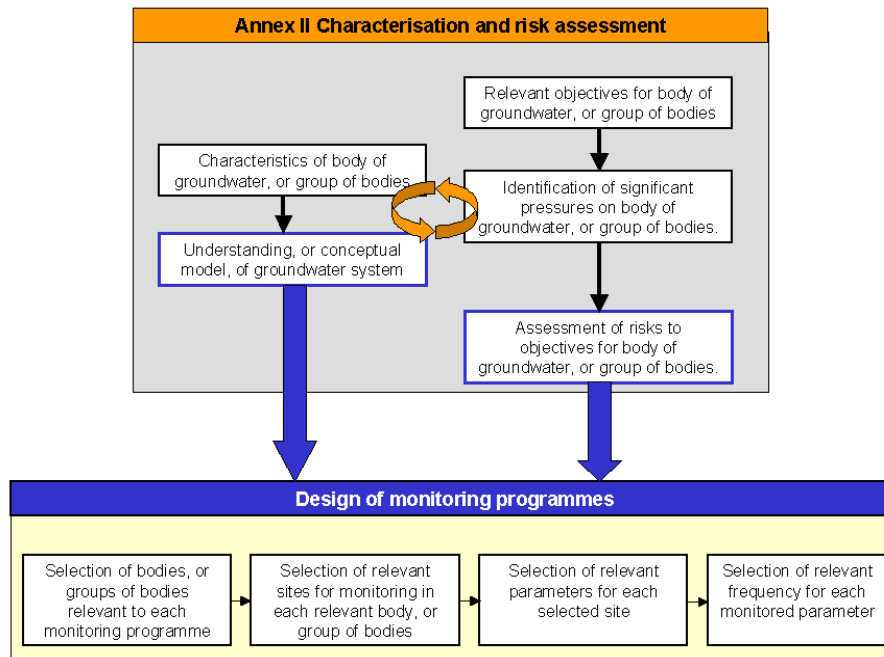 Annex II Characterisation and risk assessment
Relevant objectives for body of
groundwater, or group of bodies
Characteristics of body of
groundwater, or group of bodies
Identification of significant
pressures on body of
groundwater, or group of bodies.
Understanding, or conceptual
model, of groundwater system
Assessment of risks to
objectives for body of
groundwater, or group of bodies.
Design of monitoring programmes
Selection of bodies, or
groups of bodies
relevant to each
monitoring programme
Selection of relevant
sites for monitoring in
each relevant body, or
group of bodies
Selection of relevant
parameters for each
selected site
Selection of relevant
frequency for each
monitored parameter